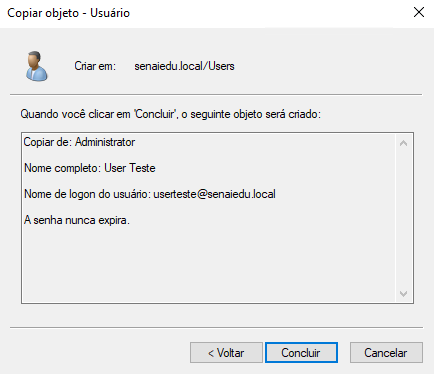 Copiar objeto - Usuário
Criar em: senaiedu.local/Users
Quando você clicar em 'Concluir', o seguinte objeto será criado:
Copiar de: Administrator
Nome completo: User Teste
Nome de logon do usuário: userteste@senaiedu.local
A senha nunca expira.
< Voltar Concluir Cancelar